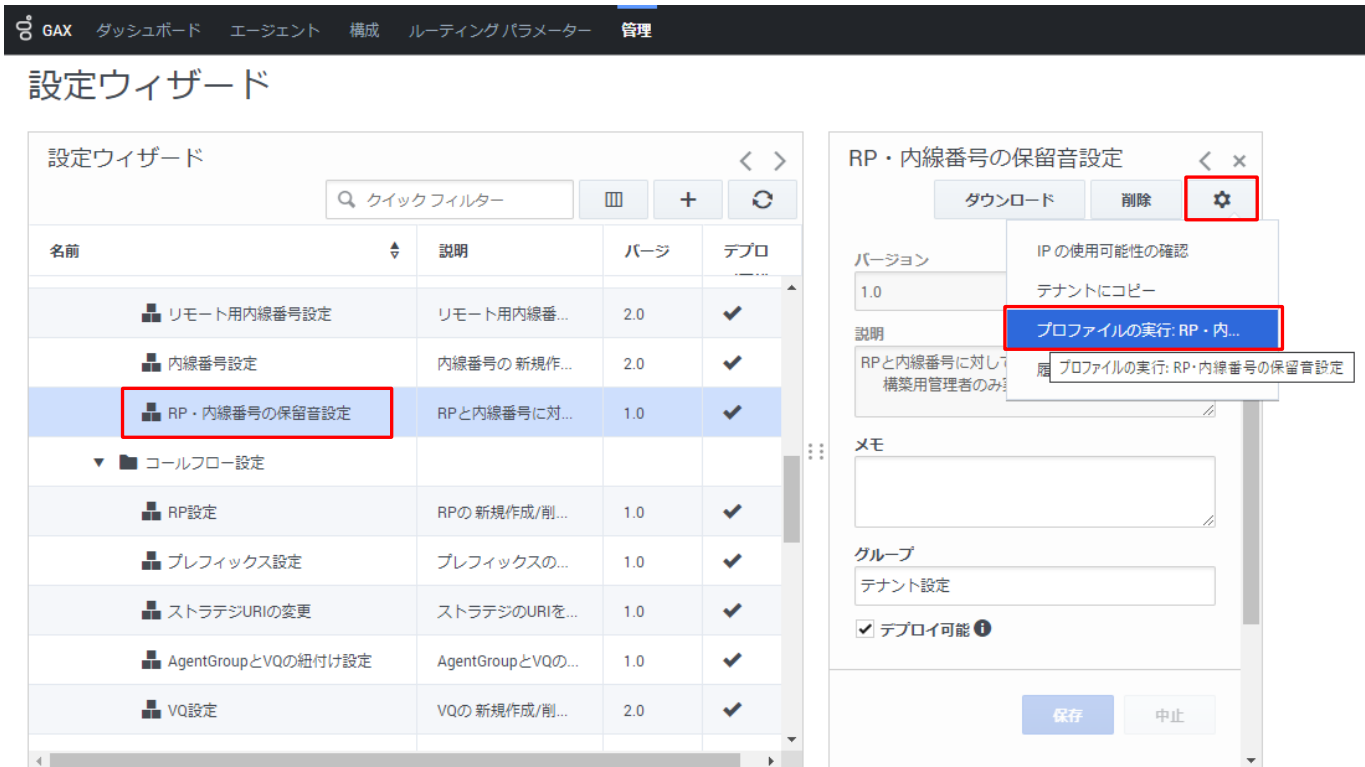 GAX ダッシュボード エージェント 構成 ルーティング パラメーター 管理
設定ウィザード
設定ウィザード
クイック フィルター
名前 説明 バージ デプロ
リモート用内線番号設定 リモート用内線番... 2.0
内線番号設定 内線番号の 新規作... 2.0
RP・内線番号の保留音設定 RPと内線番号に対... 1.0
コールフロー設定
RP設定 RPの 新規作成/削... 1.0
プレフィックス設定 プレフィックスの... 1.0
ストラテジURIの変更 ストラテジのURIを... 1.0
AgentGroupとVQの紐付け設定 AgentGroupとVQの... 1.0
VQ設定 VQの 新規作成/削... 2.0
RP・内線番号の保留音設定
ダウンロード 削除
IP の使用可能性の確認
テナントにコピー
プロファイルの実行: RP・内...
プロファイルの実行: RP・内線番号の保留音設定
バージョン
1.0
説明
RPと内線番号に対して
構築用管理者のみ
メモ
グループ
テナント設定
デプロイ可能
保存 中止